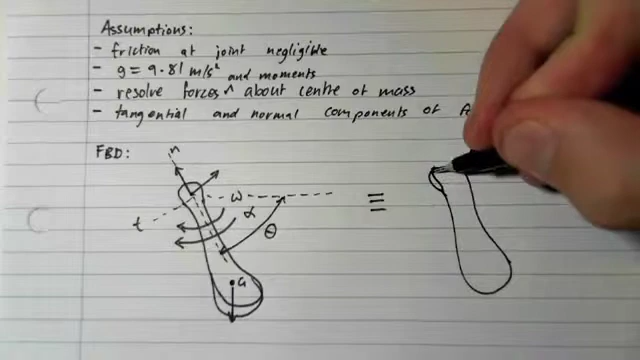 Assumptions:
- friction at joint negligible
- g = 9.81 m/s² and moments
- resolve forces ^ about centre of mass
- tangential and normal components of A
FBD:
n
ω
α
t
θ
≡
G